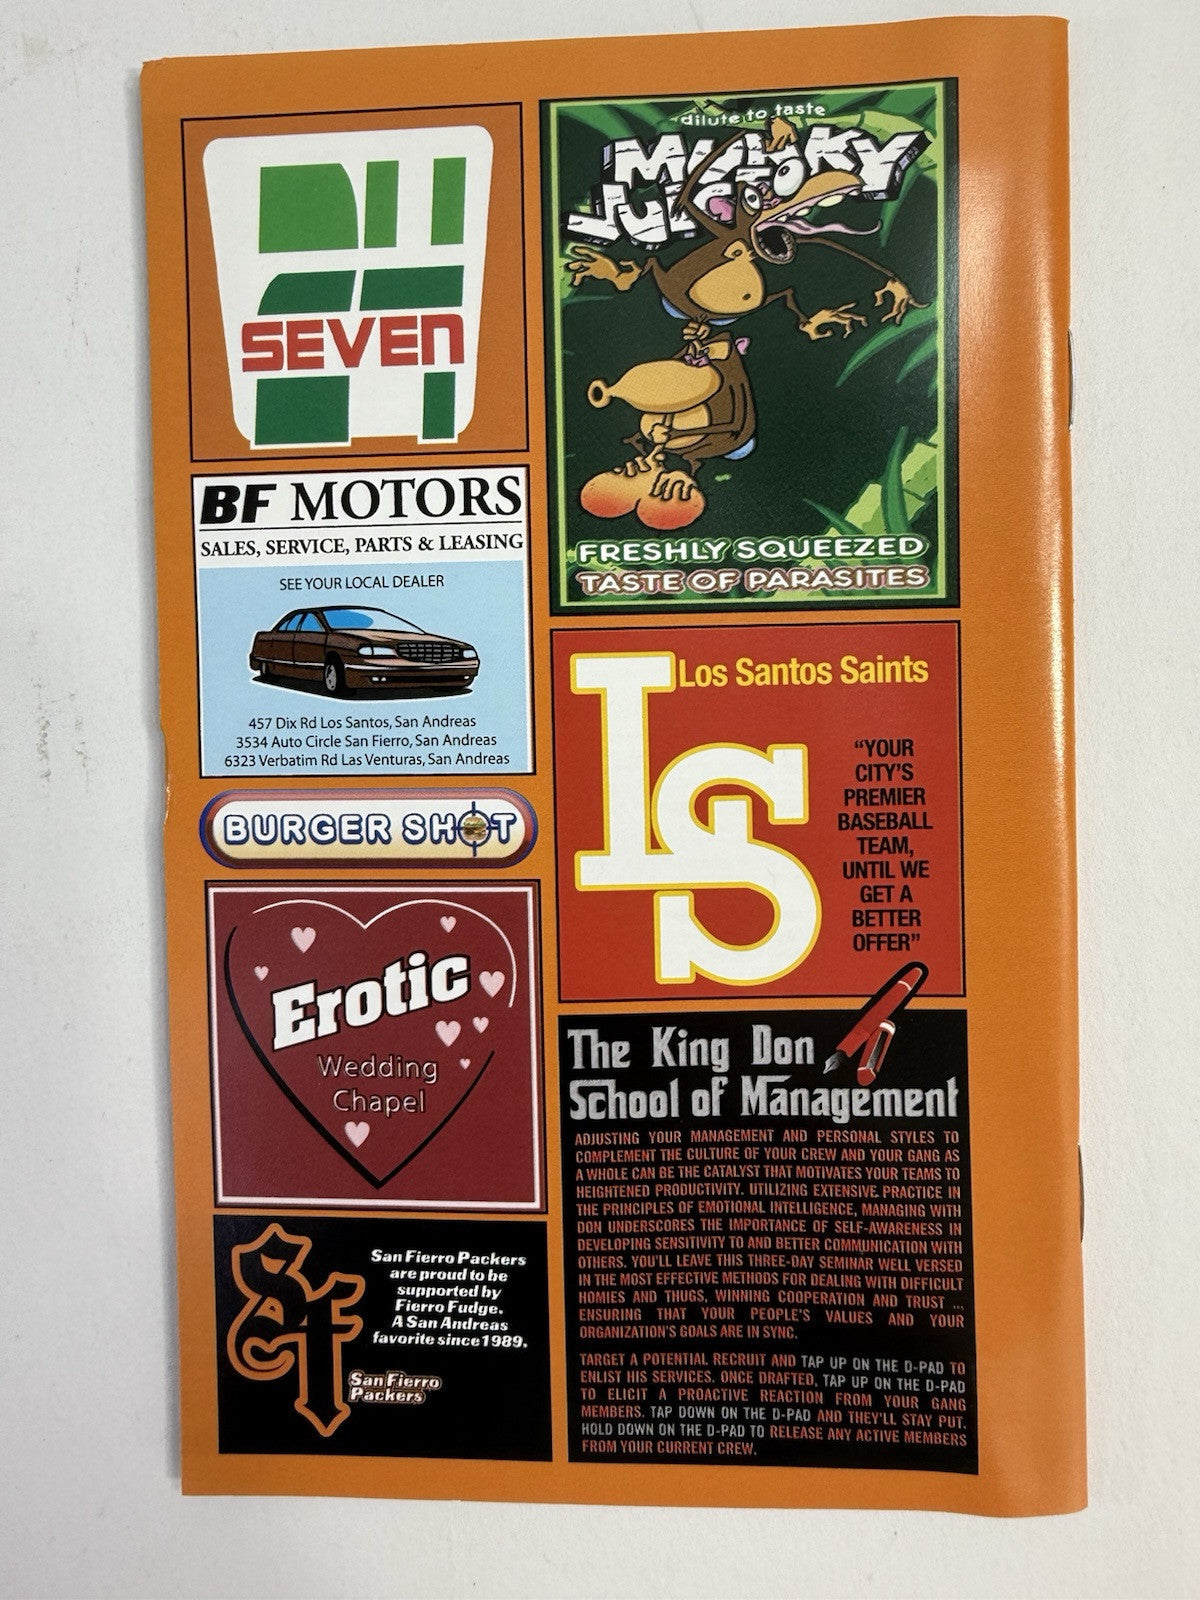 24
SEVEN
BF MOTORS
SALES, SERVICE, PARTS & LEASING
SEE YOUR LOCAL DEALER
457 Dix Rd Los Santos, San Andreas
3534 Auto Circle San Fierro, San Andreas
6323 Verbatim Rd Las Venturas, San Andreas
BURGER SHOT
Erotic
Wedding
Chapel
San Fierro Packers
are proud to be
supported by
Fierro Fudge.
A San Andreas
favorite since 1989.
San Fierro
Packers
dilute to taste
MUNKY
JUICE
FRESHLY SQUEEZED
TASTE OF PARASITES
LS
Los Santos Saints
“YOUR
CITY’S
PREMIER
BASEBALL
TEAM,
UNTIL WE
GET A
BETTER
OFFER”
The King Don
School of Management
ADJUSTING YOUR MANAGEMENT AND PERSONAL STYLES TO
COMPLEMENT THE CULTURE OF YOUR CREW AND YOUR GANG AS
A WHOLE CAN BE THE CATALYST THAT MOTIVATES YOUR TEAMS TO
HEIGHTENED PRODUCTIVITY. UTILIZING EXTENSIVE PRACTICE IN
THE PRINCIPLES OF EMOTIONAL INTELLIGENCE, MANAGING WITH
DON UNDERSCORES THE IMPORTANCE OF SELF-AWARENESS IN
DEVELOPING SENSITIVITY TO AND BETTER COMMUNICATION WITH
OTHERS. YOU'LL LEAVE THIS THREE-DAY SEMINAR WELL VERSED
IN THE MOST EFFECTIVE METHODS FOR DEALING WITH DIFFICULT
HOMIES AND THUGS, WINNING COOPERATION AND TRUST ...
ENSURING THAT YOUR PEOPLE'S VALUES AND YOUR
ORGANIZATION'S GOALS ARE IN SYNC.
TARGET A POTENTIAL RECRUIT AND TAP UP ON THE D-PAD TO
ENLIST HIS SERVICES. ONCE DRAFTED, TAP UP ON THE D-PAD
TO ELICIT A PROACTIVE REACTION FROM YOUR GANG
MEMBERS. TAP DOWN ON THE D-PAD AND THEY'LL STAY PUT.
HOLD DOWN ON THE D-PAD TO RELEASE ANY ACTIVE MEMBERS
FROM YOUR CURRENT CREW.